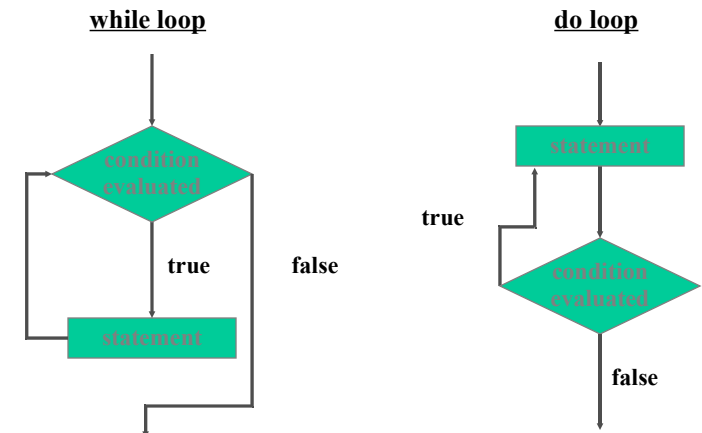 while loop
condition
evaluated
true
false
statement
do loop
statement
true
condition
evaluated
false